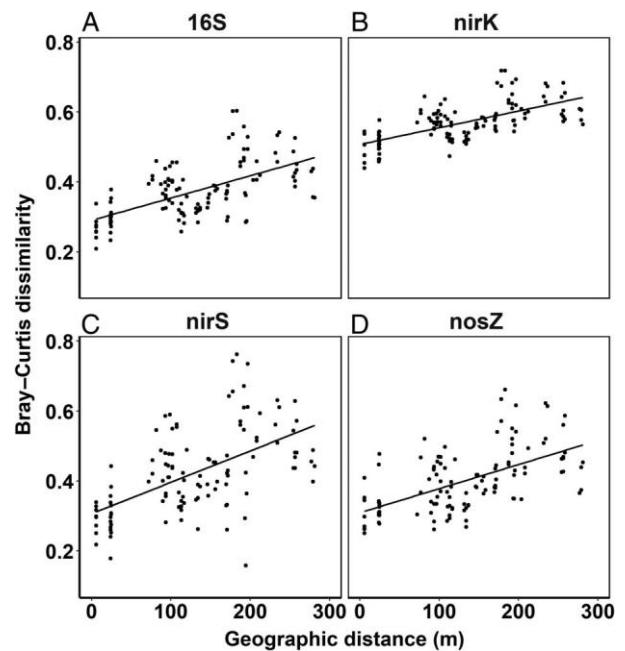 A 16S
B nirK
0.8
0.6
0.4
0.2
C nirS
D nosZ
0.8
0.6
0.4
0.2
Bray–Curtis dissimilarity
0 100 200 300
0 100 200 300
Geographic distance (m)